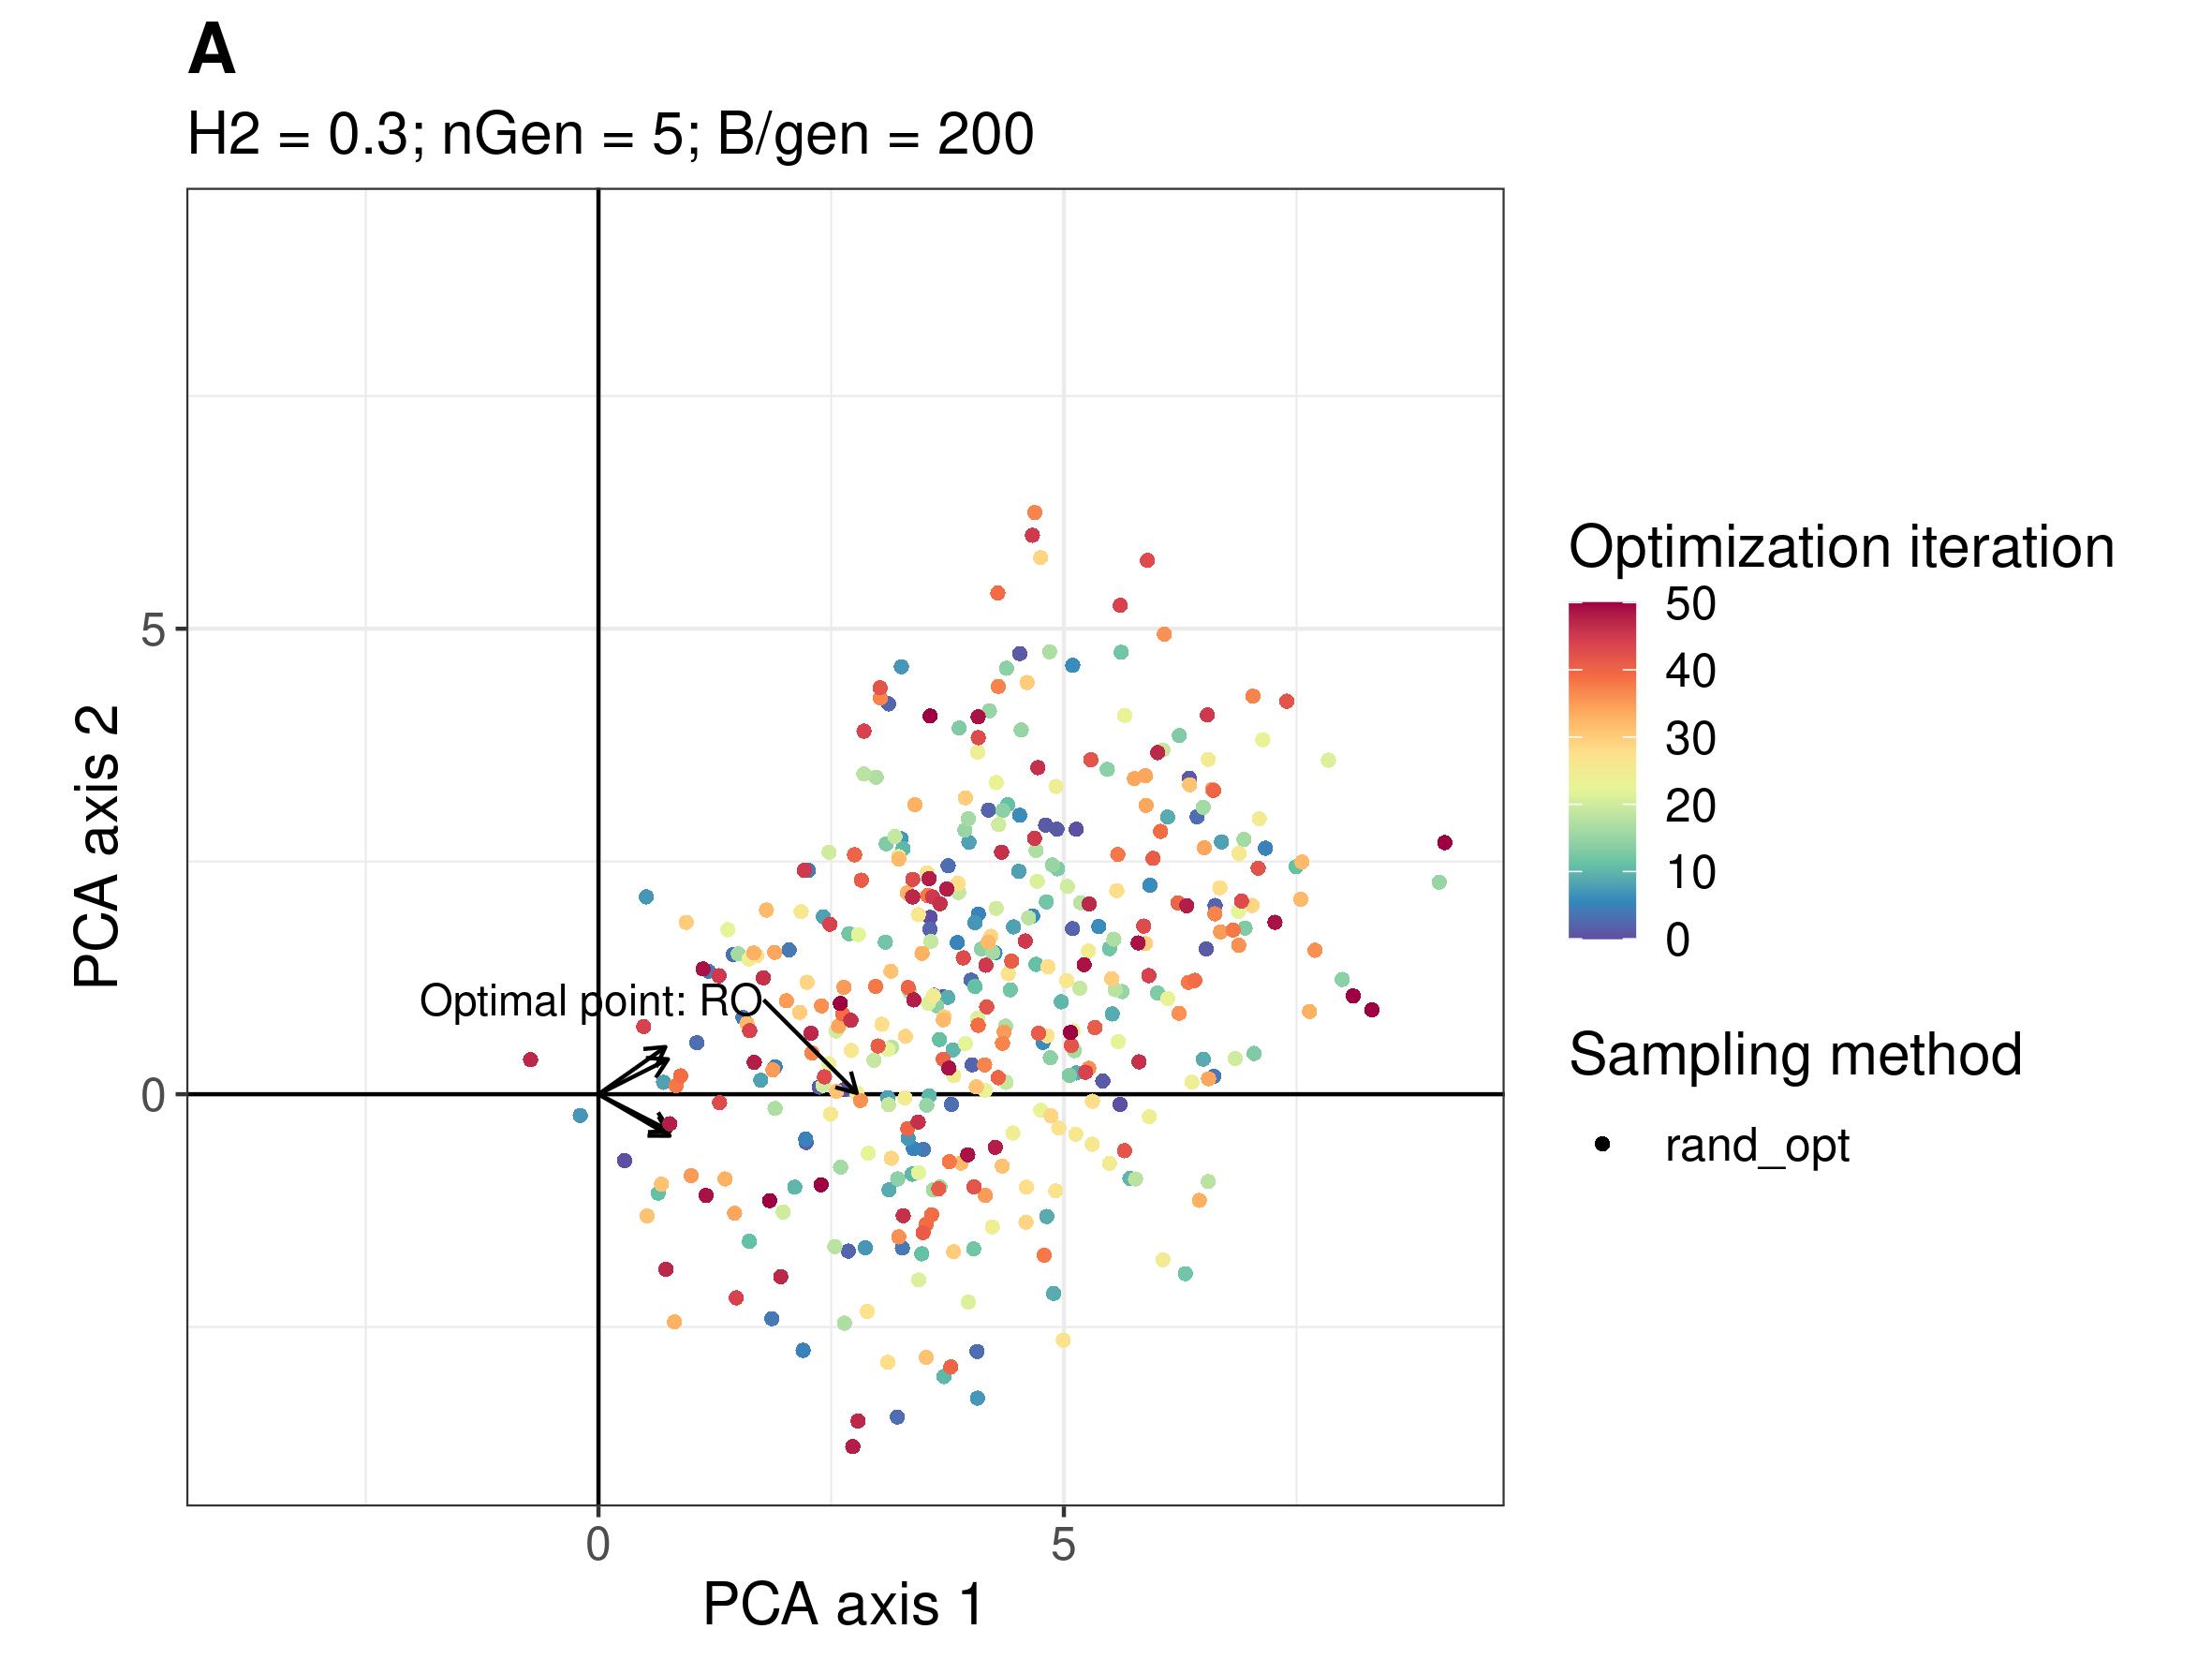 A
H2 = 0.3; nGen = 5; B/gen = 200
PCA axis 2
5
0
Optimal point: RO
0
5
PCA axis 1
Optimization iteration
50
40
30
20
10
0
Sampling method
rand_opt